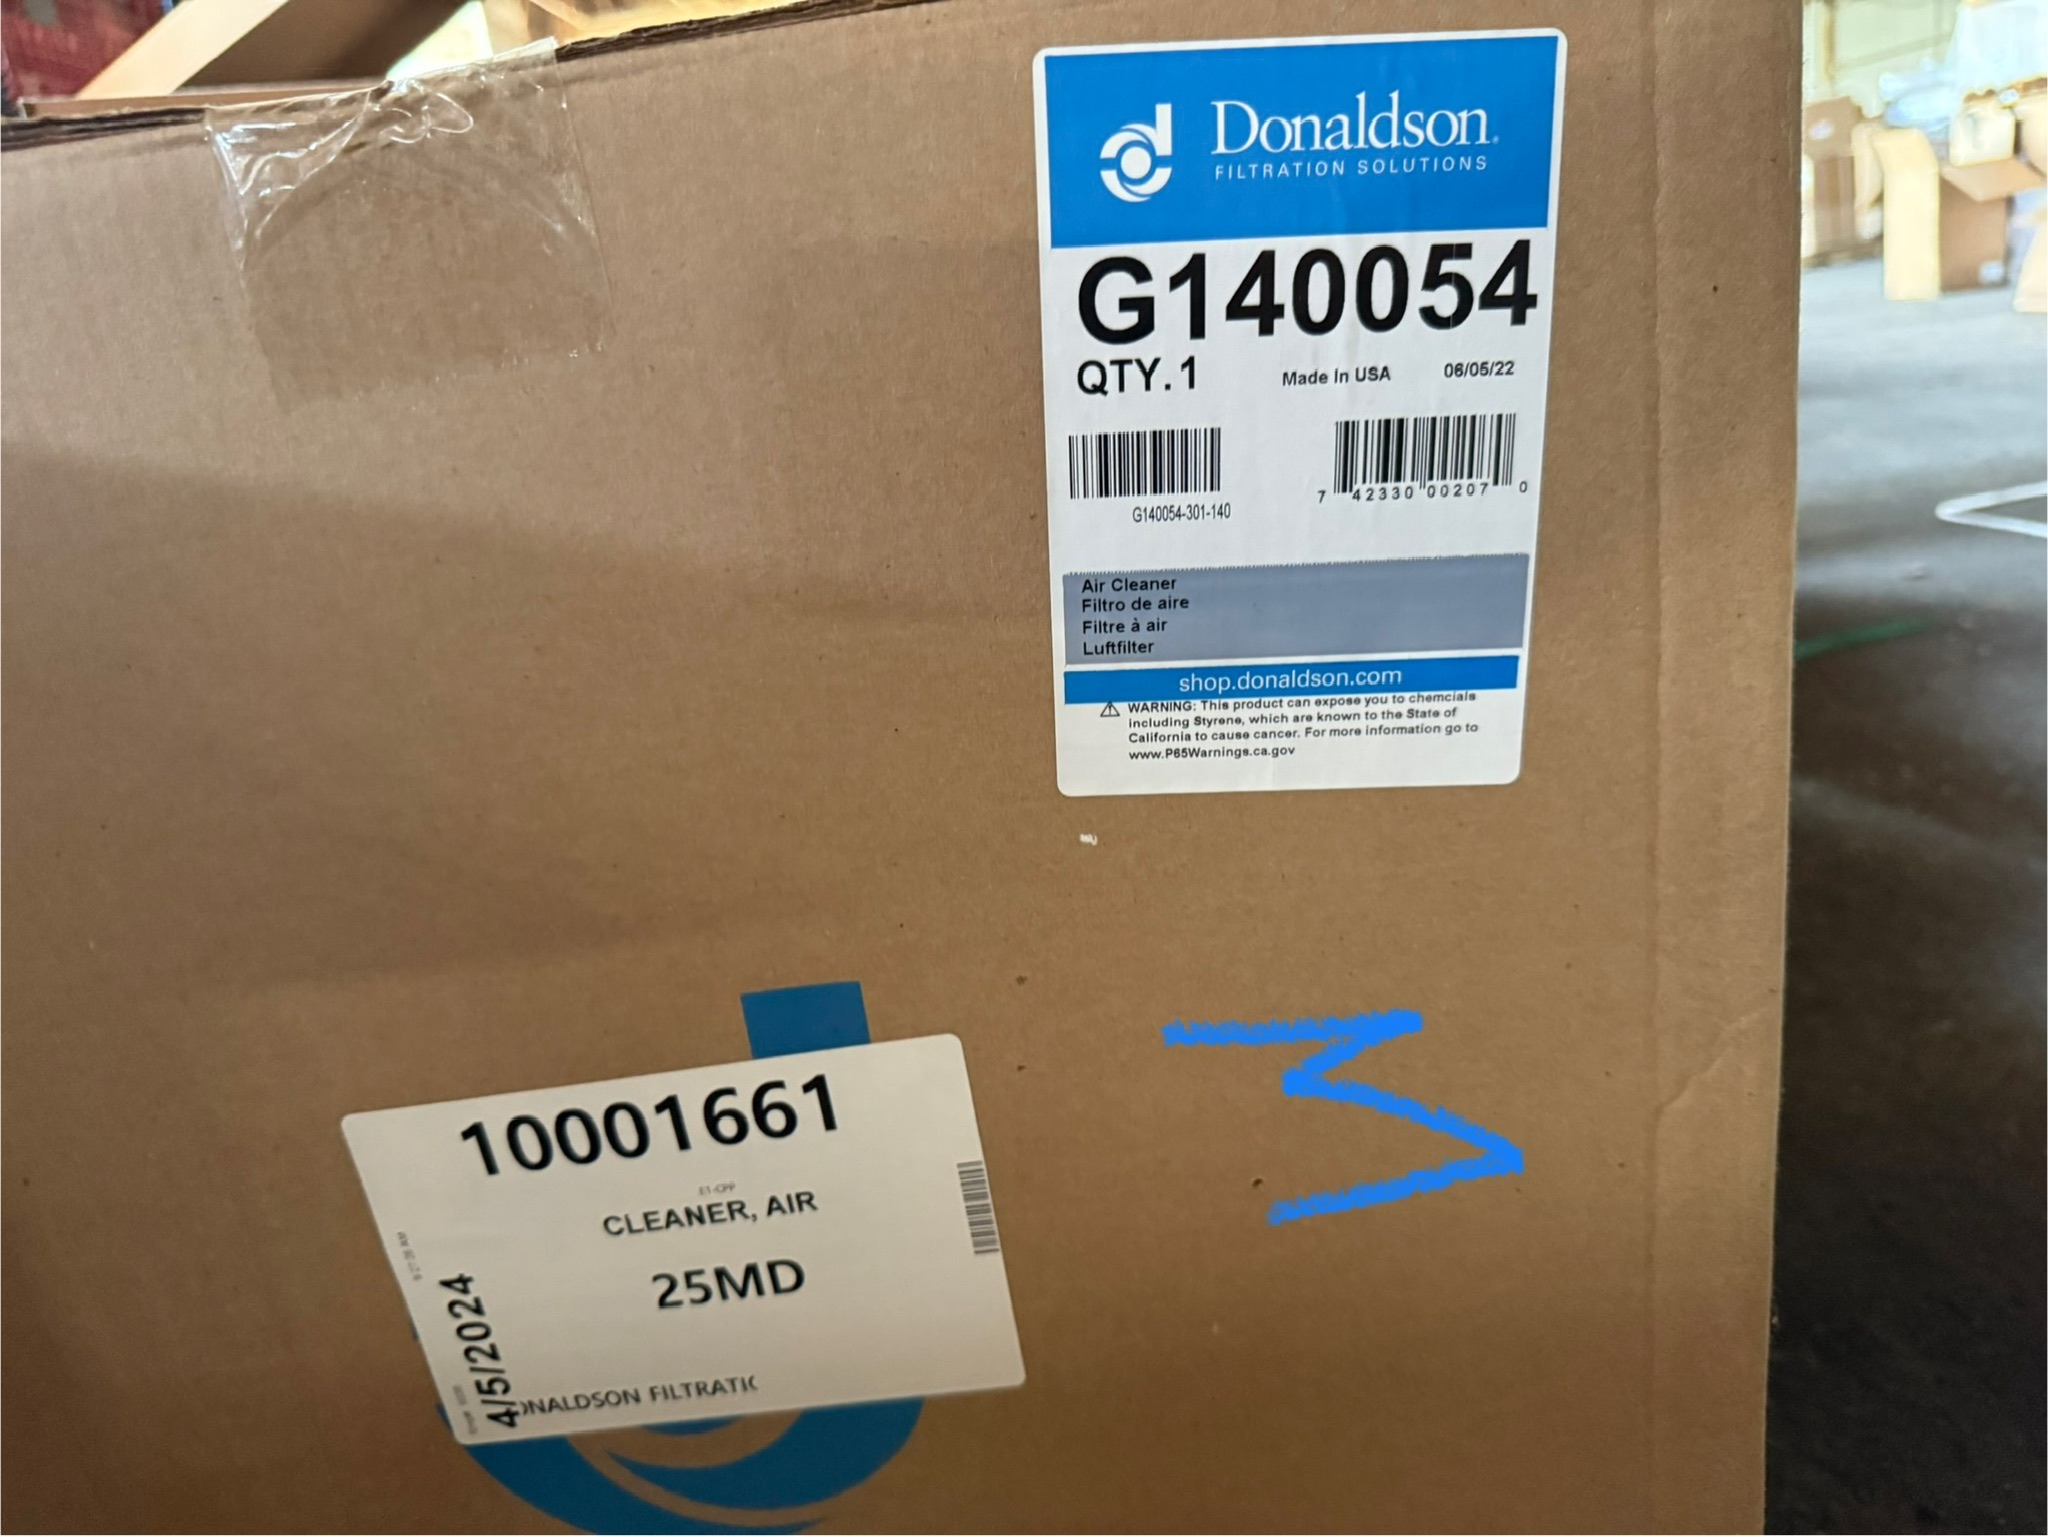 Donaldson
FILTRATION SOLUTIONS
G140054
QTY.1 Made in USA 06/05/22
G140054-301-140
7 42330 00207 0
Air Cleaner
Filtro de aire
Filtre à air
Luftfilter
shop.donaldson.com
WARNING: This product can expose you to chemcials
including Styrene, which are known to the State of
California to cause cancer. For more information go to
www.P65Warnings.ca.gov
10001661
CLEANER, AIR
25MD
4/5/2024
ONALDSON FILTRATIO